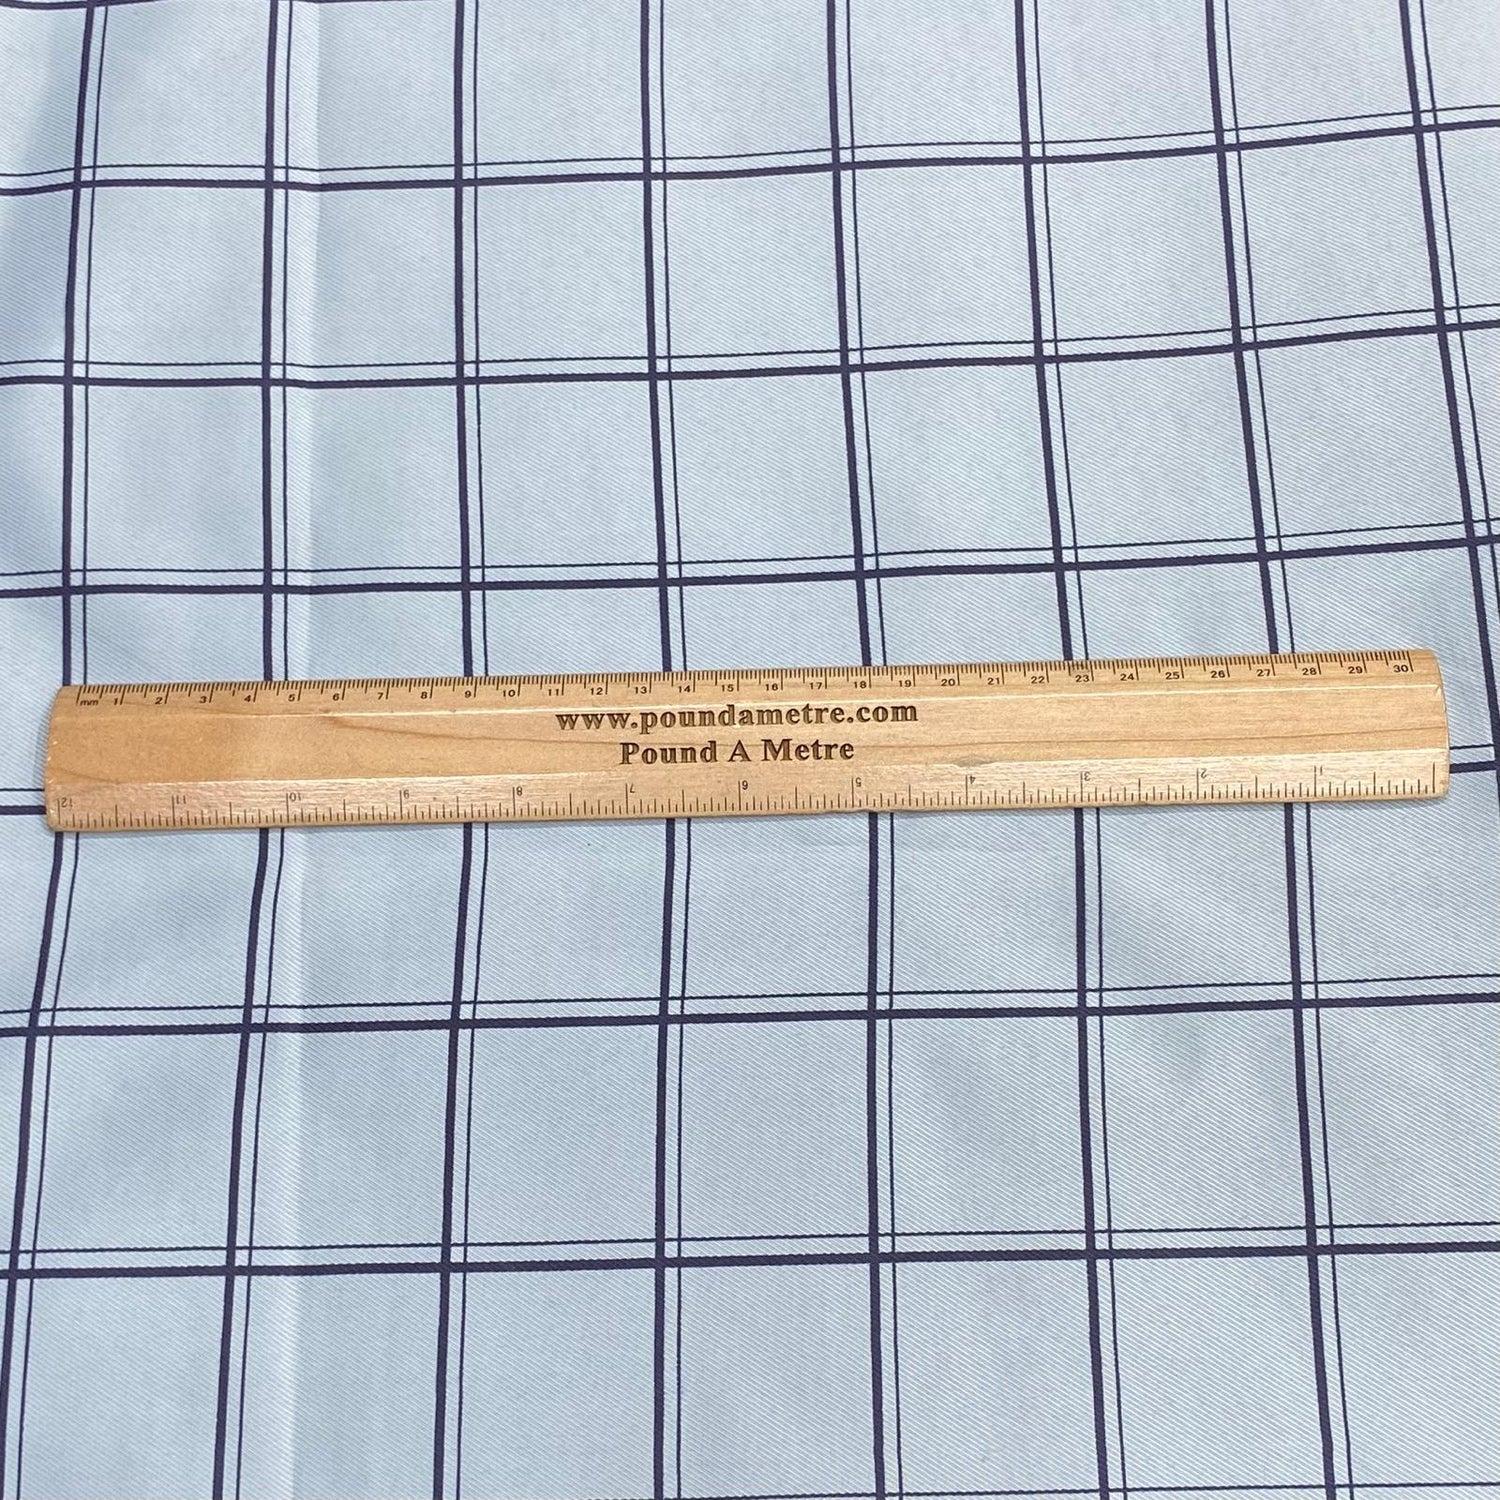 mm 1 2 3 4 5 6 7 8 9 10 11 12 13 14 15 16 17 18 19 20 21 22 23 24 25 26 27 28 29 30
www.poundametre.com
Pound A Metre
12 11 10 9 8 7 6 5 4 3 2 1